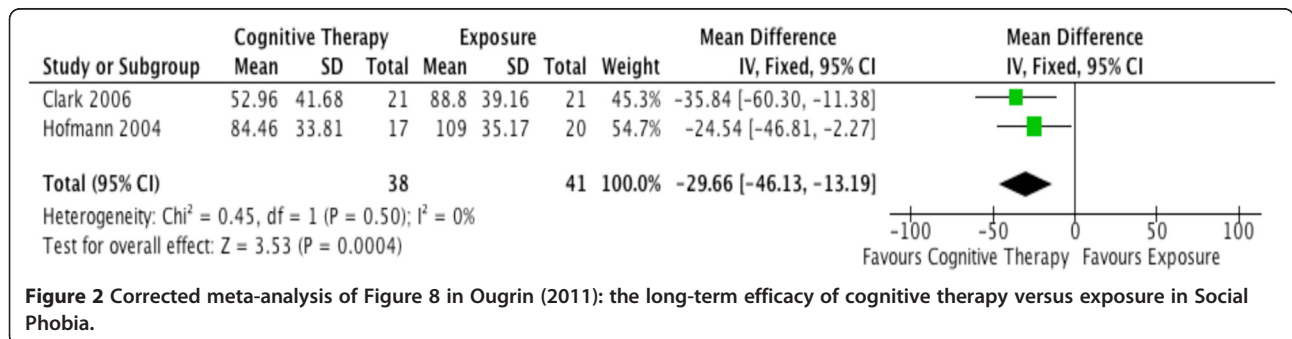 Cognitive Therapy Exposure Mean Difference Mean Difference
Study or Subgroup Mean SD Total Mean SD Total Weight IV, Fixed, 95% CI IV, Fixed, 95% CI
Clark 2006 52.96 41.68 21 88.8 39.16 21 45.3% −35.84 [−60.30, −11.38]
Hofmann 2004 84.46 33.81 17 109 35.17 20 54.7% −24.54 [−46.81, −2.27]
Total (95% CI) 38 41 100.0% −29.66 [−46.13, −13.19]
Heterogeneity: Chi² = 0.45, df = 1 (P = 0.50); I² = 0%
Test for overall effect: Z = 3.53 (P = 0.0004)
−100 −50 0 50 100
Favours Cognitive Therapy Favours Exposure
Figure 2 Corrected meta-analysis of Figure 8 in Ougrin (2011): the long-term efficacy of cognitive therapy versus exposure in Social
Phobia.